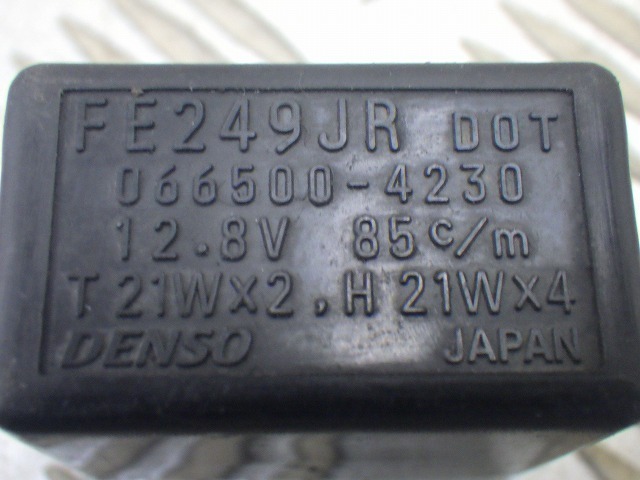 FE249JR DOT
066500-4230
12.8V 85c/m
T 21W×2, H 21W×4
DENSO JAPAN